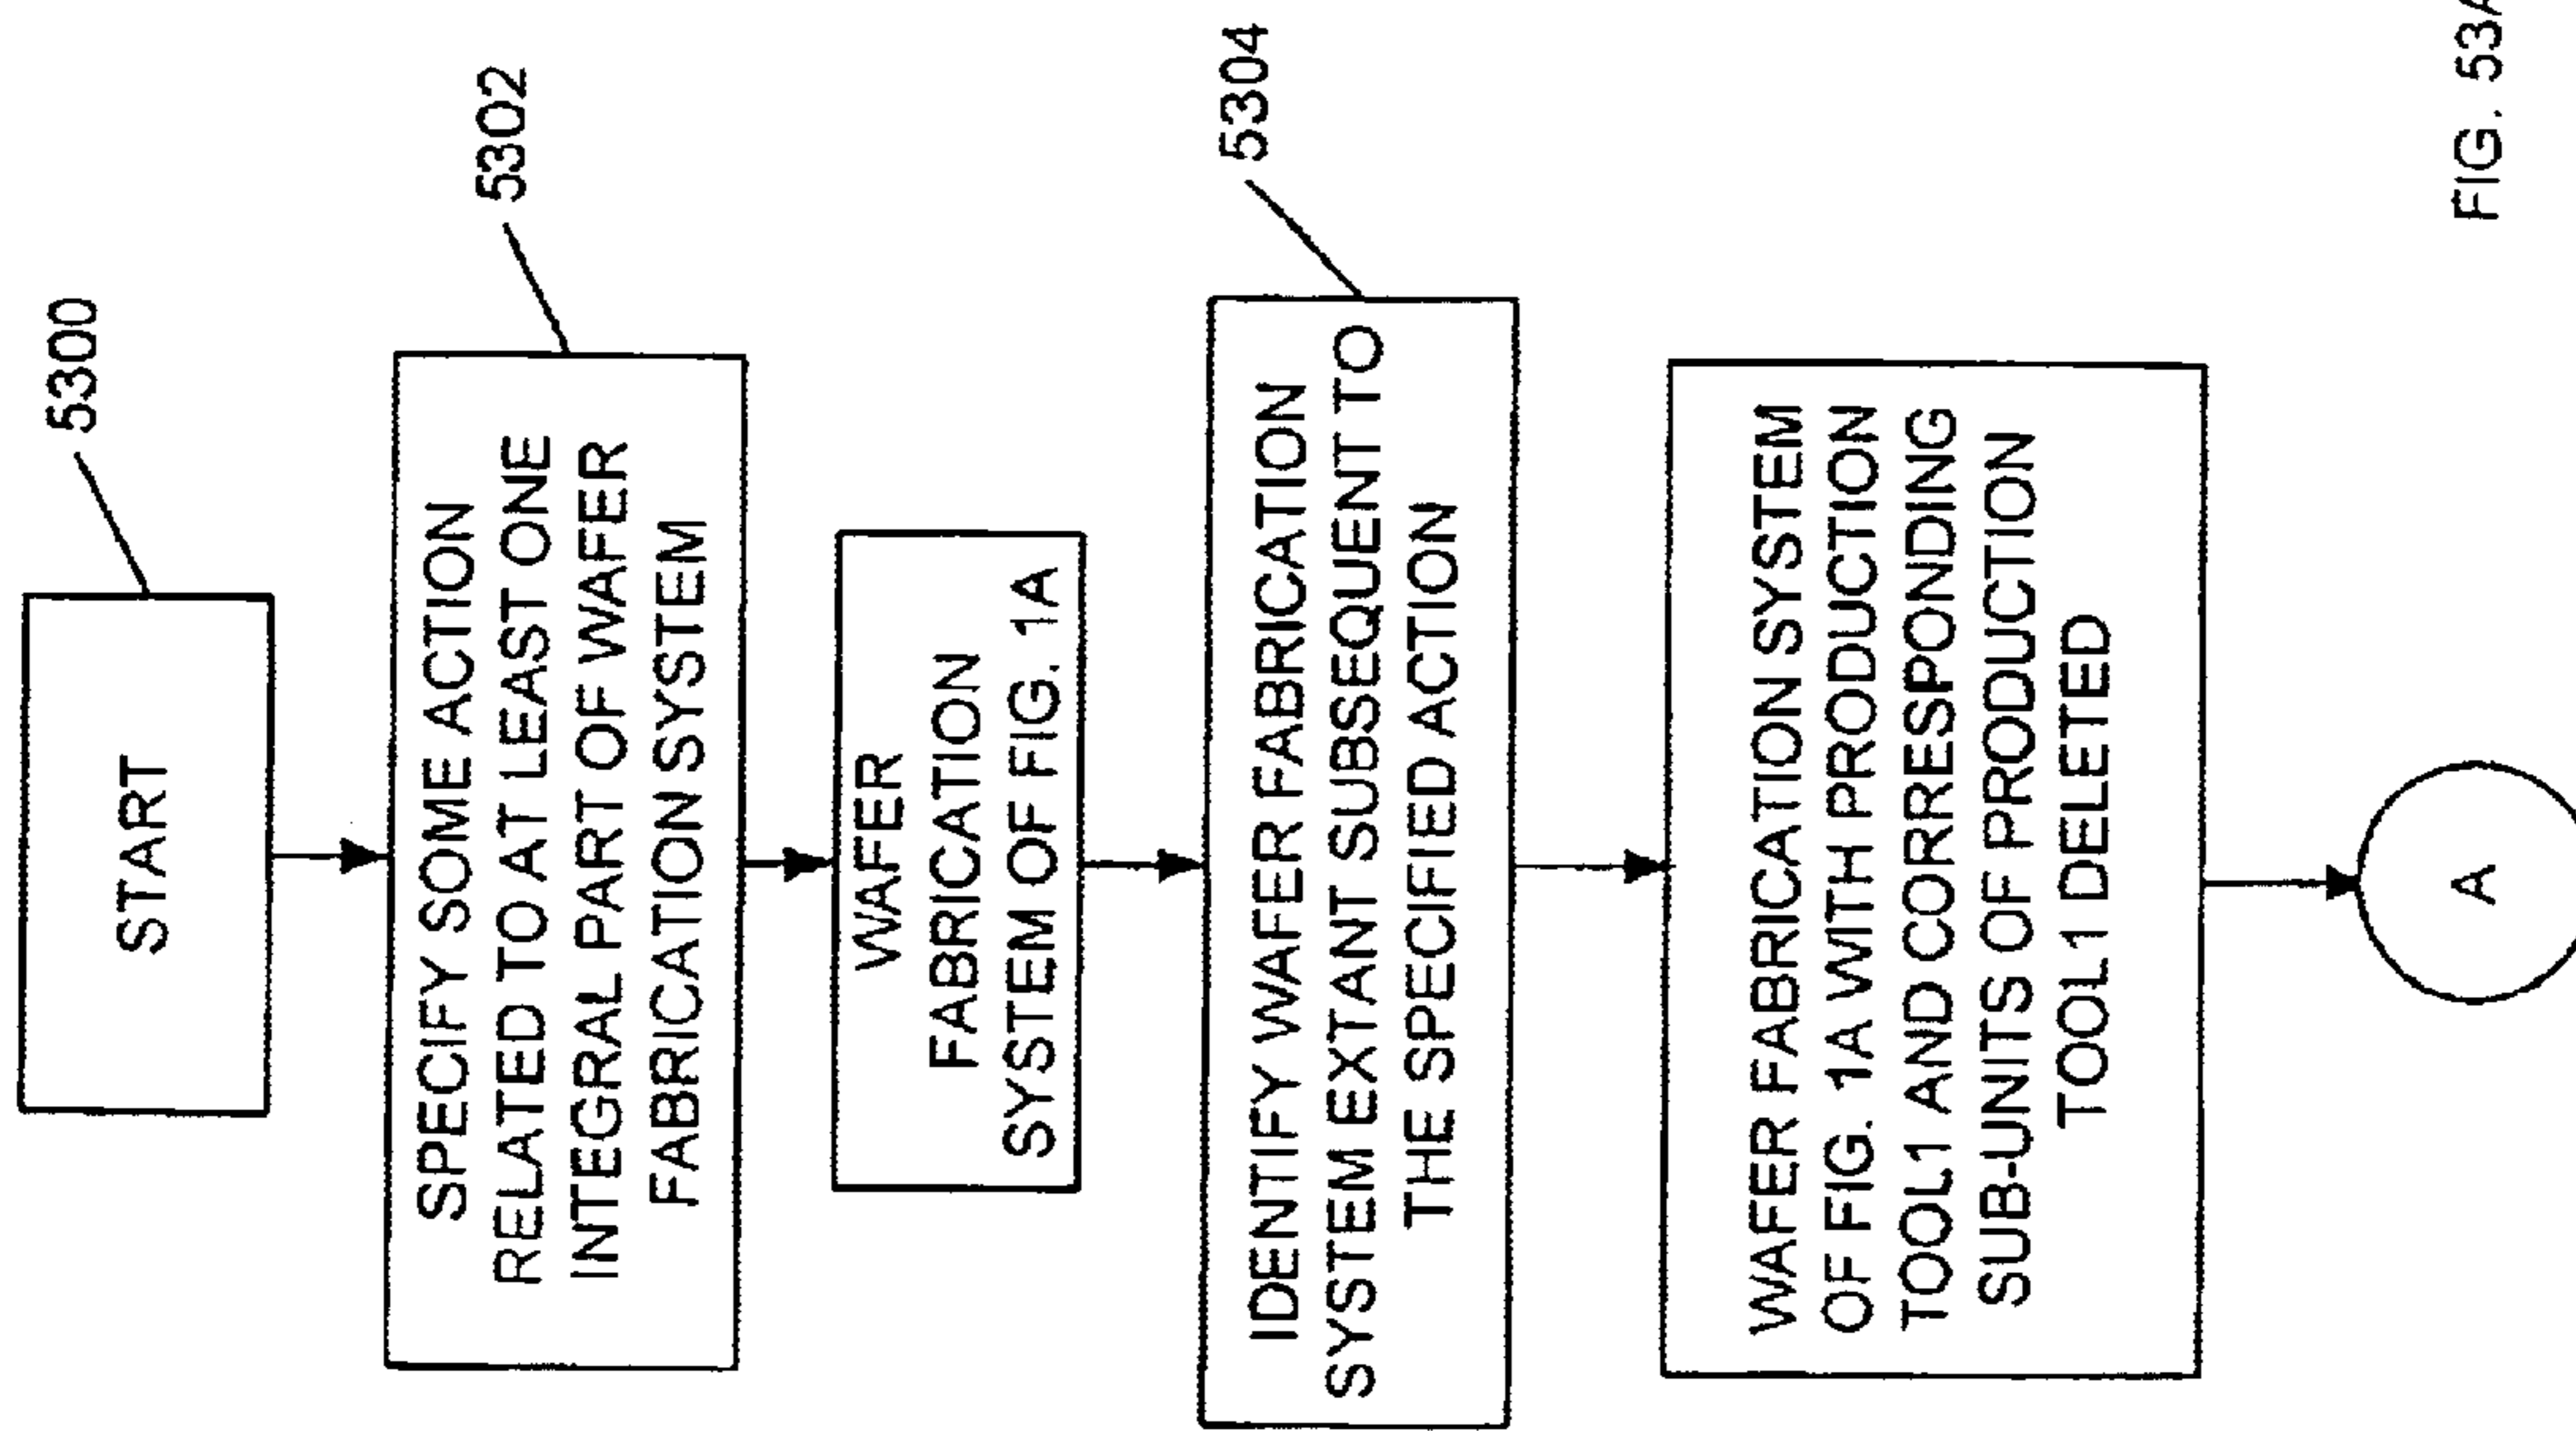 START
5300
SPECIFY SOME ACTION
RELATED TO AT LEAST ONE
INTEGRAL PART OF WAFER
FABRICATION SYSTEM
5302
WAFER
FABRICATION
SYSTEM OF FIG. 1A
IDENTIFY WAFER FABRICATION
SYSTEM EXTANT SUBSEQUENT TO
THE SPECIFIED ACTION
5304
WAFER FABRICATION SYSTEM
OF FIG. 1A WITH PRODUCTION
TOOL1 AND CORRESPONDING
SUB-UNITS OF PRODUCTION
TOOL1 DELETED
A
FIG. 53A